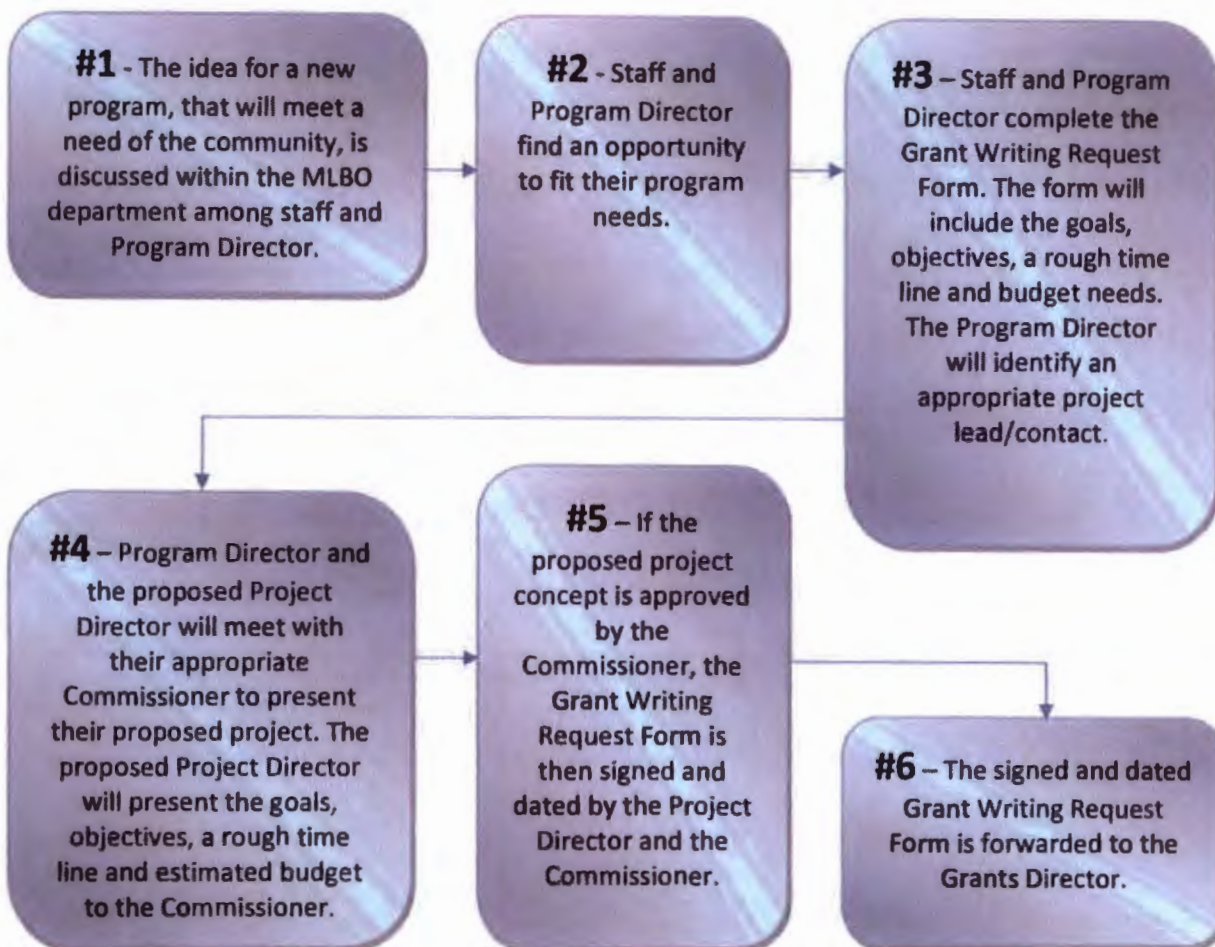 #1 - The idea for a new
program, that will meet a
need of the community, is
discussed within the MLBO
department among staff and
Program Director.
#2 - Staff and
Program Director
find an opportunity
to fit their program
needs.
#3 – Staff and Program
Director complete the
Grant Writing Request
Form. The form will
include the goals,
objectives, a rough time
line and budget needs.
The Program Director
will identify an
appropriate project
lead/contact.
#4 – Program Director and
the proposed Project
Director will meet with
their appropriate
Commissioner to present
their proposed project. The
proposed Project Director
will present the goals,
objectives, a rough time
line and estimated budget
to the Commissioner.
#5 – If the
proposed project
concept is approved
by the
Commissioner, the
Grant Writing
Request Form is
then signed and
dated by the Project
Director and the
Commissioner.
#6 – The signed and dated
Grant Writing Request
Form is forwarded to the
Grants Director.